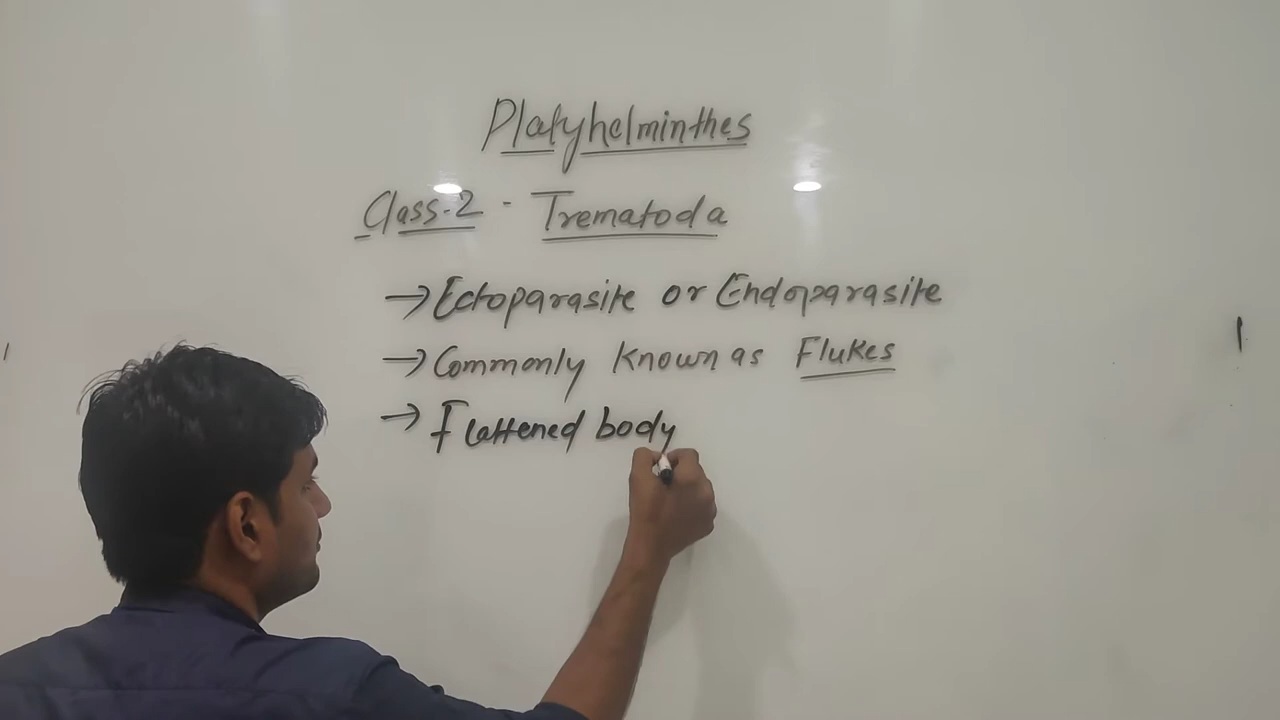 Platyhelminthes
Class-2 - Trematoda
→ Ectoparasite or Endoparasite
→ Commonly known as Flukes
→ Flattened body